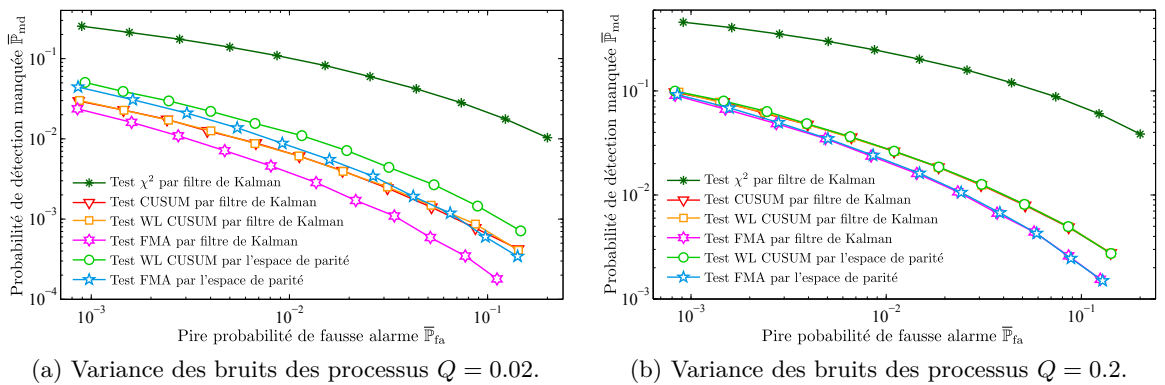 Probabilité de détection manquée ℙ̅md
10⁻¹
10⁻²
10⁻³
10⁻⁴
Test χ² par filtre de Kalman
Test CUSUM par filtre de Kalman
Test WL CUSUM par filtre de Kalman
Test FMA par filtre de Kalman
Test WL CUSUM par l'espace de parité
Test FMA par l'espace de parité
10⁻³ 10⁻² 10⁻¹
Pire probabilité de fausse alarme ℙ̅fa
(a) Variance des bruits des processus Q = 0.02.
Probabilité de détection manquée ℙ̅md
10⁻¹
10⁻²
10⁻³
Test χ² par filtre de Kalman
Test CUSUM par filtre de Kalman
Test WL CUSUM par filtre de Kalman
Test FMA par filtre de Kalman
Test WL CUSUM par l'espace de parité
Test FMA par l'espace de parité
10⁻³ 10⁻² 10⁻¹
Pire pobabilité de fausse alarme ℙ̅fa
(b) Variance des bruits des processus Q = 0.2.